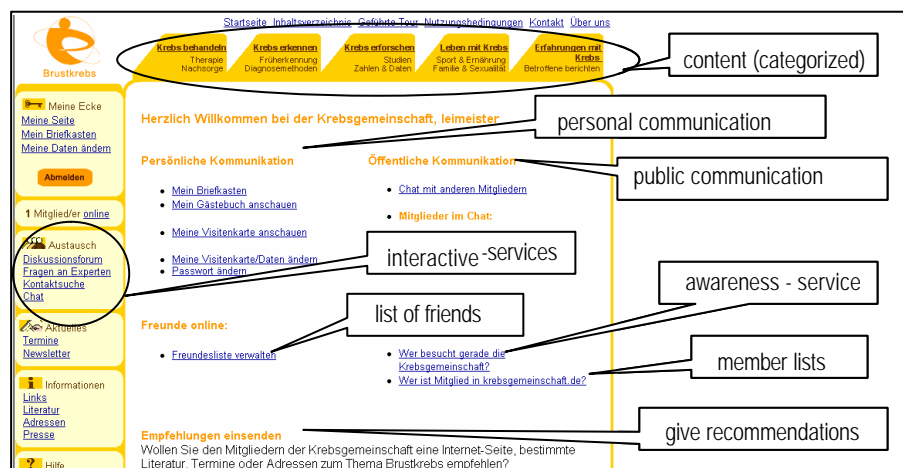 Startseite Inhaltsverzeichnis Geführte Tour Nutzungsbedingungen Kontakt Über uns
Brustkrebs
Krebs behandeln
Therapie
Nachsorge
Krebs erkennen
Früherkennung
Diagnosemethoden
Krebs erforschen
Studien
Zahlen & Daten
Leben mit Krebs
Sport & Ernährung
Familie & Sexualität
Erfahrungen mit
Krebs
Betroffene berichten
content (categorized)
Meine Ecke
Meine Seite
Mein Briefkasten
Meine Daten ändern
Abmelden
1 Mitglied/er online
Austausch
Diskussionsforum
Fragen an Experten
Kontaktsuche
Chat
Aktuelles
Termine
Newsletter
Informationen
Links
Literatur
Adressen
Presse
Hilfe
Herzlich Willkommen bei der Krebsgemeinschaft, leimeister
personal communication
Persönliche Kommunikation
Mein Briefkasten
Mein Gästebuch anschauen
Meine Visitenkarte anschauen
Meine Visitenkarte/Daten ändern
Passwort ändern
Öffentliche Kommunikation
public communication
Chat mit anderen Mitgliedern
Mitglieder im Chat:
interactive-services
awareness - service
list of friends
Freunde online:
Freundesliste verwalten
Wer besucht gerade die
Krebsgemeinschaft?
Wer ist Mitglied in krebsgemeinschaft.de?
member lists
give recommendations
Empfehlungen einsenden
Wollen Sie den Mitgliedern der Krebsgemeinschaft eine Internet-Seite, bestimmte
Literatur, Termine oder Adressen zum Thema Brustkrebs empfehlen?